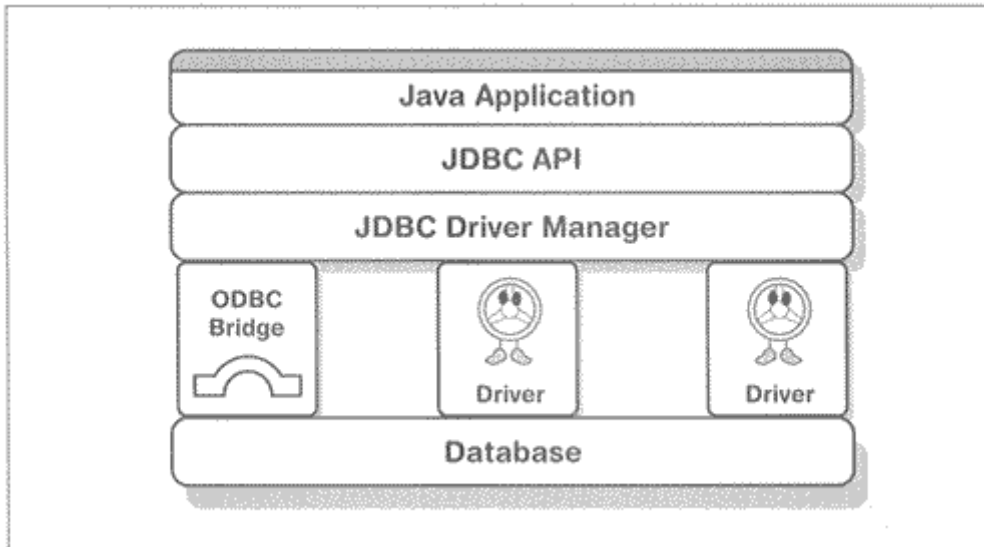 Java Application
JDBC API
JDBC Driver Manager
ODBC
Bridge
Driver
Driver
Database